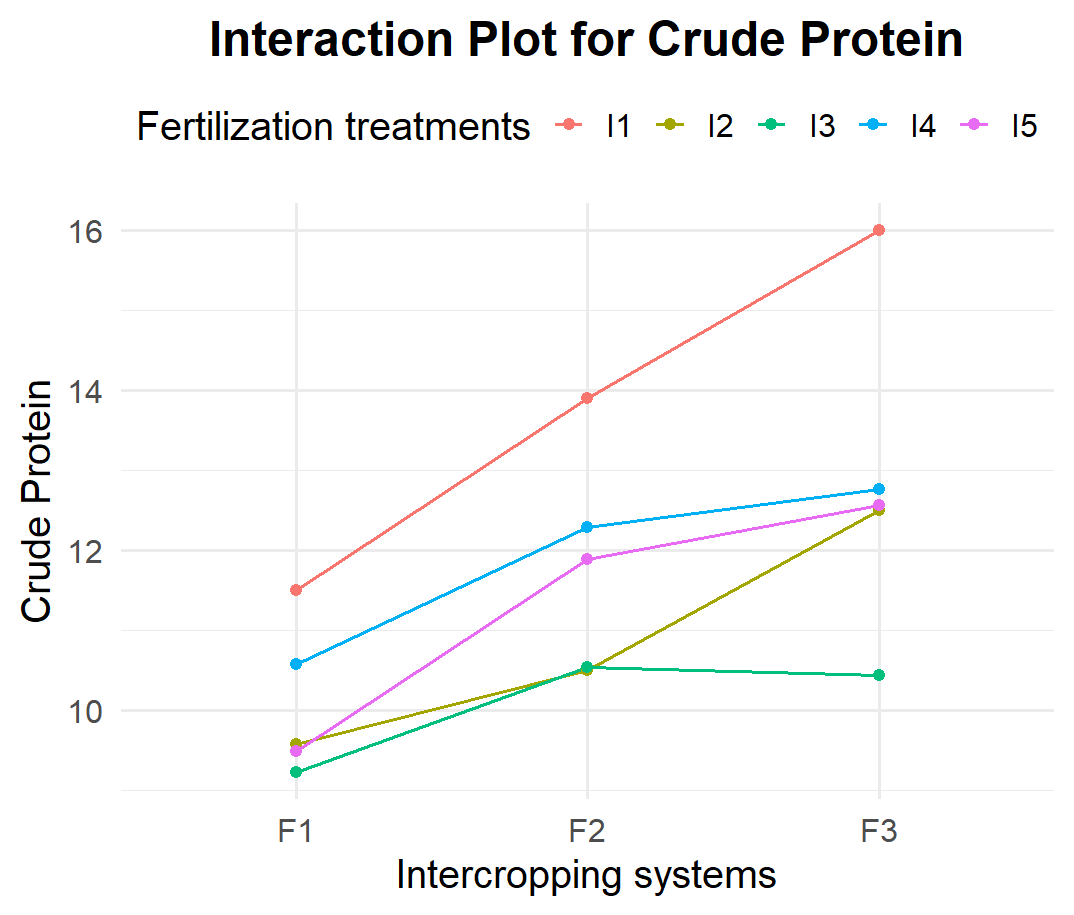 Interaction Plot for Crude Protein
Fertilization treatments I1 I2 I3 I4 I5
16
14
12
10
Crude Protein
F1 F2 F3
Intercropping systems